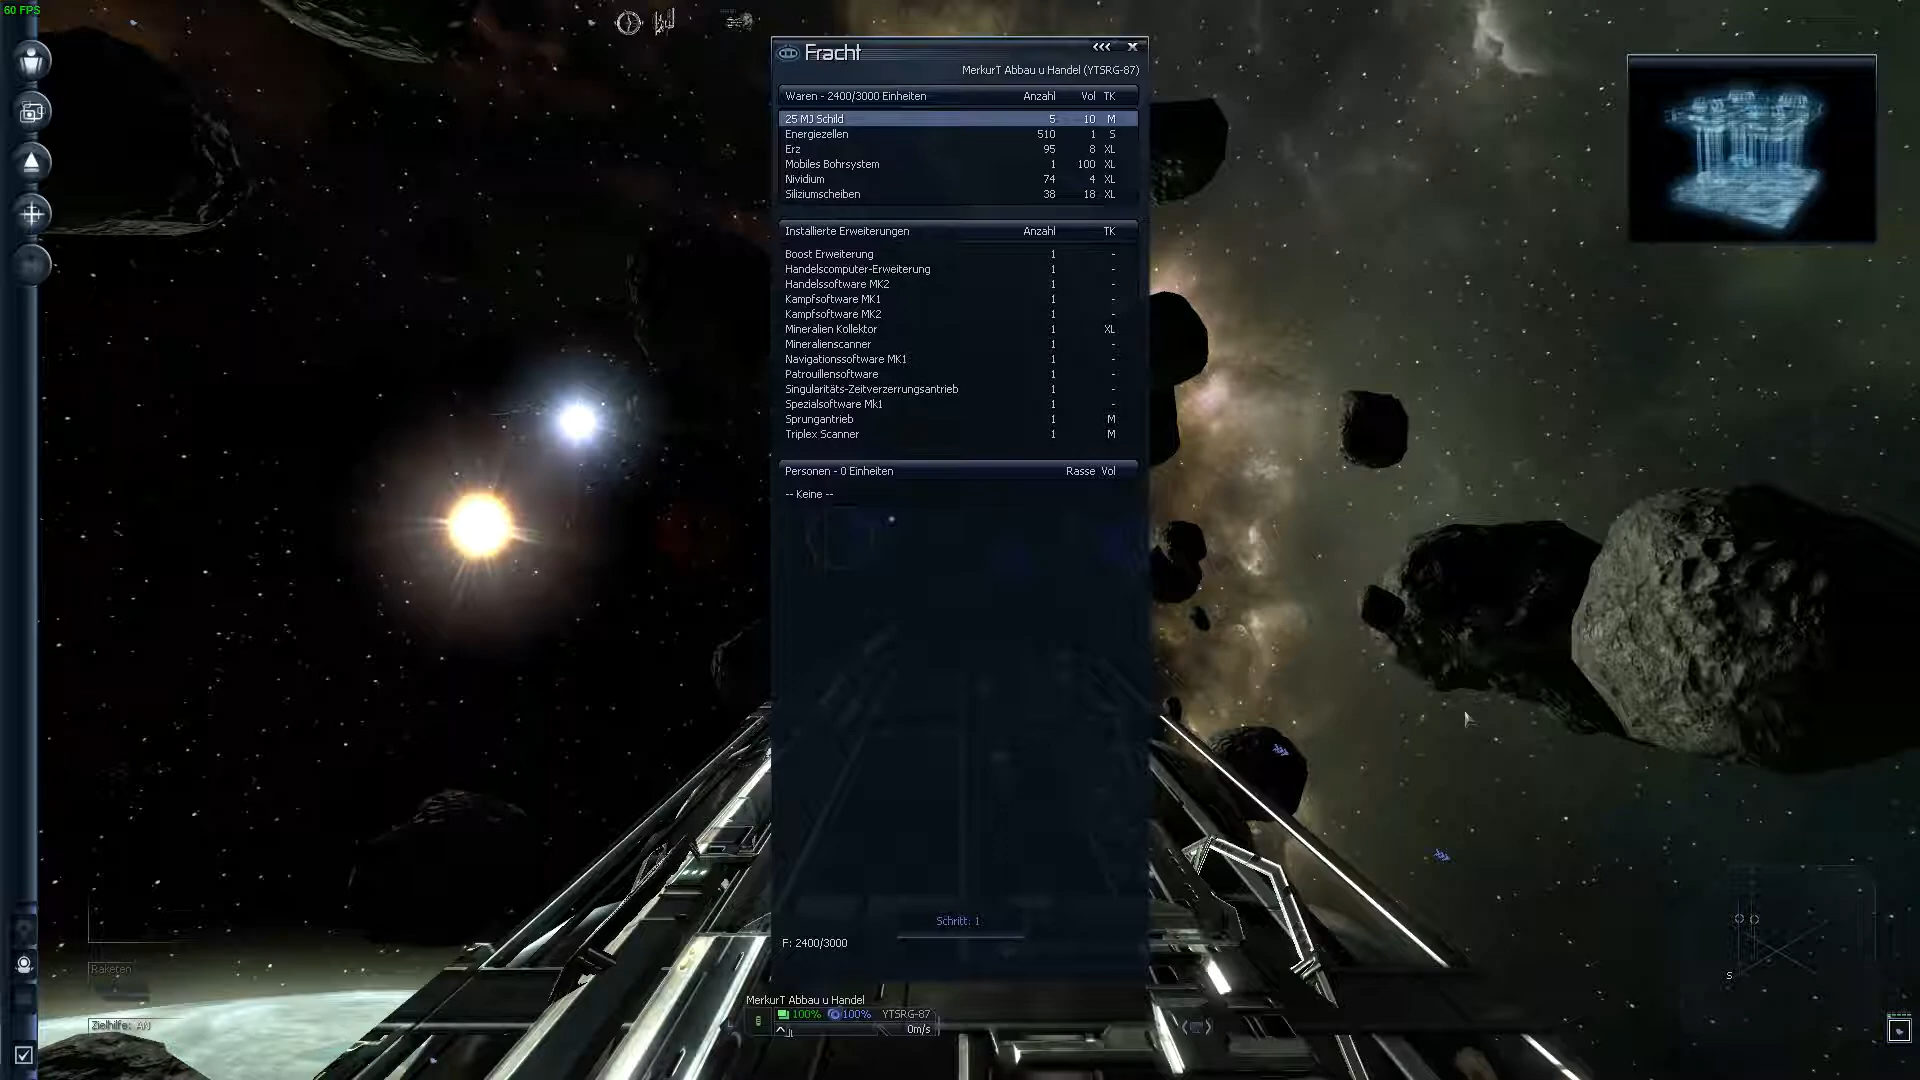 60 FPS
Fracht
MerkurT Abbau u Handel (YTSRG-87)
Waren - 2400/3000 Einheiten Anzahl Vol TK
25 MJ Schild 5 10 M
Energiezellen 510 1 S
Erz 95 8 XL
Mobiles Bohrsystem 1 100 XL
Nividium 74 4 XL
Siliziumscheiben 38 18 XL
Installierte Erweiterungen Anzahl TK
Boost Erweiterung 1 -
Handelscomputer-Erweiterung 1 -
Handelssoftware MK2 1 -
Kampfsoftware MK1 1 -
Kampfsoftware MK2 1 -
Mineralien Kollektor 1 XL
Mineralienscanner 1 -
Navigationssoftware MK1 1 -
Patrouillensoftware 1 -
Singularitäts-Zeitverzerrungsantrieb 1 -
Spezialsoftware Mk1 1 -
Sprungantrieb 1 M
Triplex Scanner 1 M
Personen - 0 Einheiten Rasse Vol
-- Keine --
Schritt: 1
F: 2400/3000
Raketen
Zielhilfe: AN
MerkurT Abbau u Handel
100% 100% YTSRG-87
0m/s
S